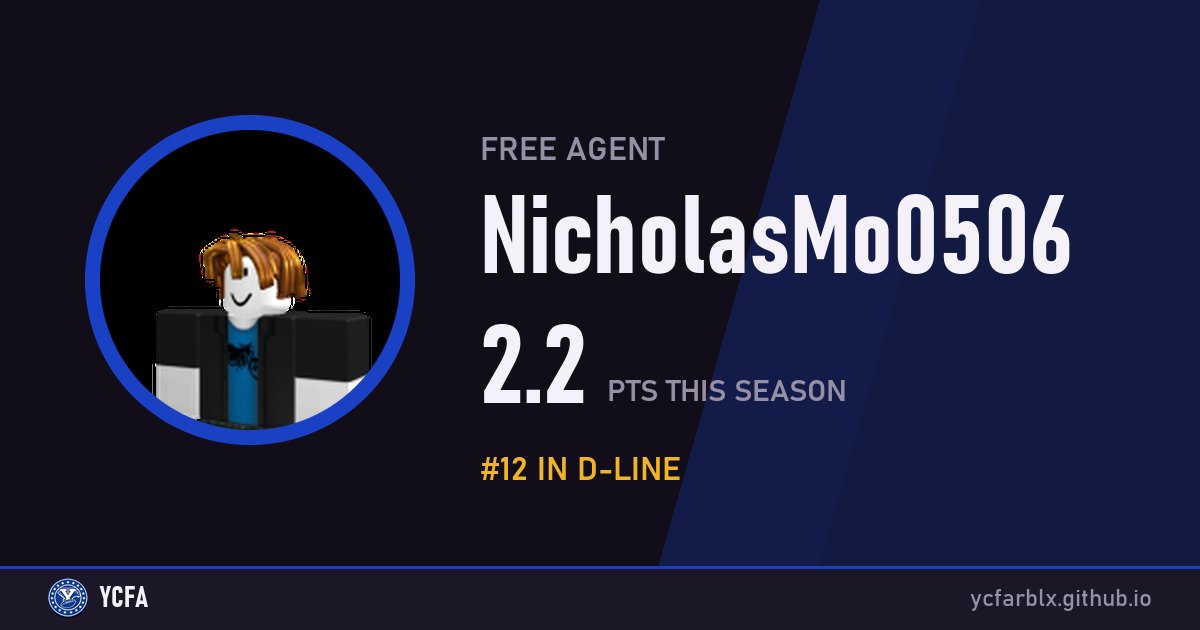 FREE AGENT
NicholasMo0506
2.2 PTS THIS SEASON
#12 IN D-LINE
YCFA
ycfarblx.github.io